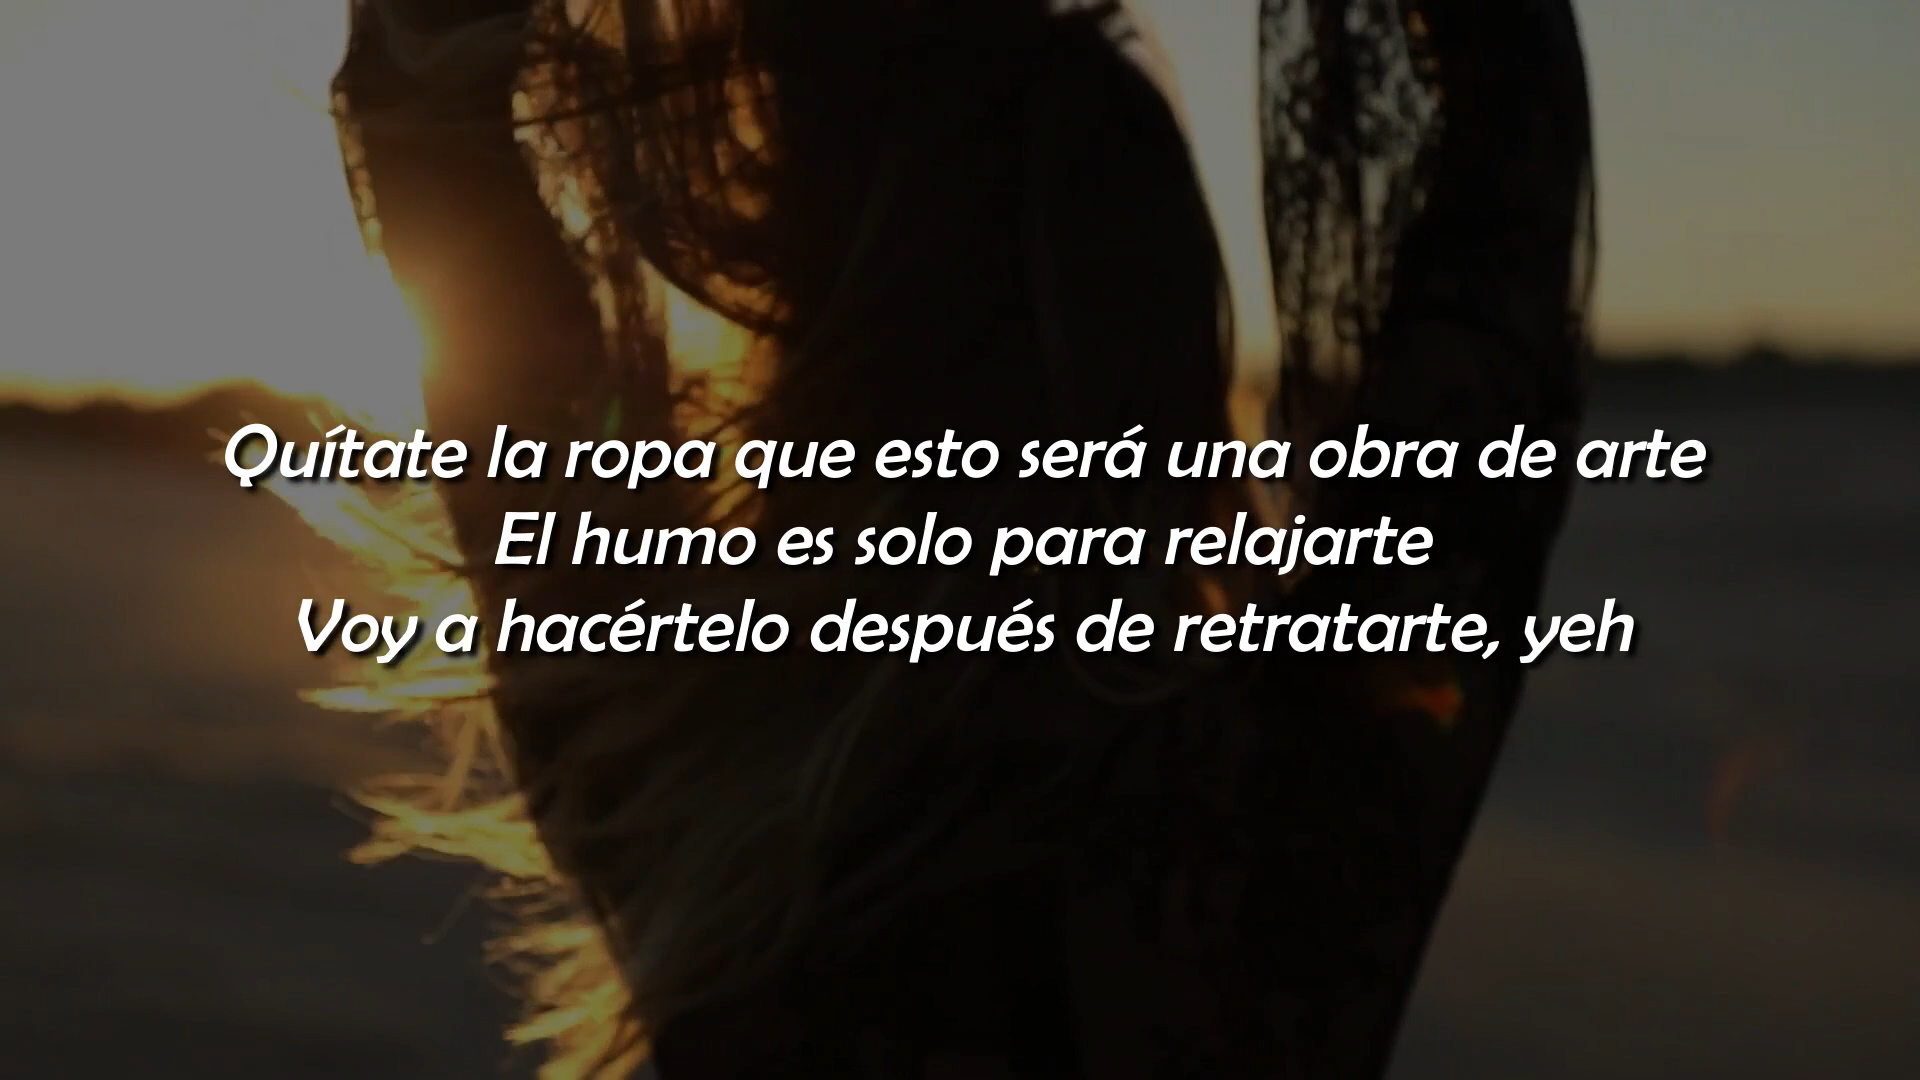 Quítate la ropa que esto será una obra de arte
El humo es solo para relajarte
Voy a hacértelo después de retratarte, yeh